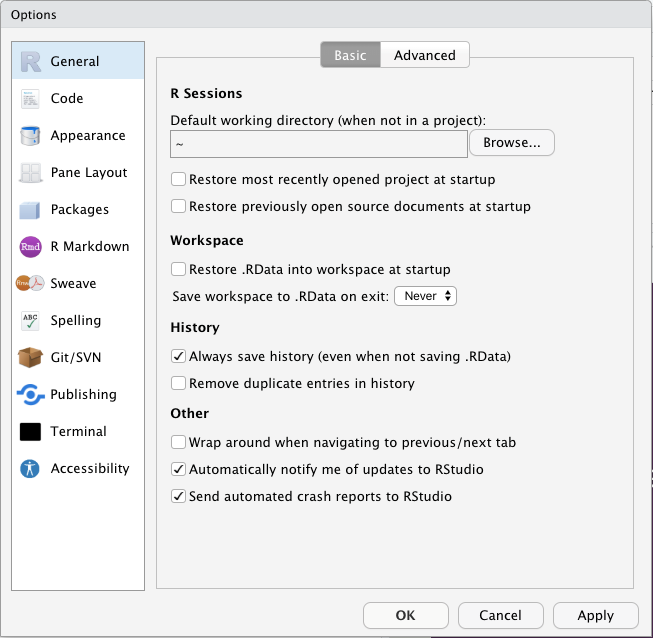 Options
General
Code
Appearance
Pane Layout
Packages
Rmd R Markdown
Sweave
ABC Spelling
Git/SVN
Publishing
Terminal
Accessibility
Basic Advanced
R Sessions
Default working directory (when not in a project):
~ Browse...
Restore most recently opened project at startup
Restore previously open source documents at startup
Workspace
Restore .RData into workspace at startup
Save workspace to .RData on exit: Never
History
Always save history (even when not saving .RData)
Remove duplicate entries in history
Other
Wrap around when navigating to previous/next tab
Automatically notify me of updates to RStudio
Send automated crash reports to RStudio
OK Cancel Apply